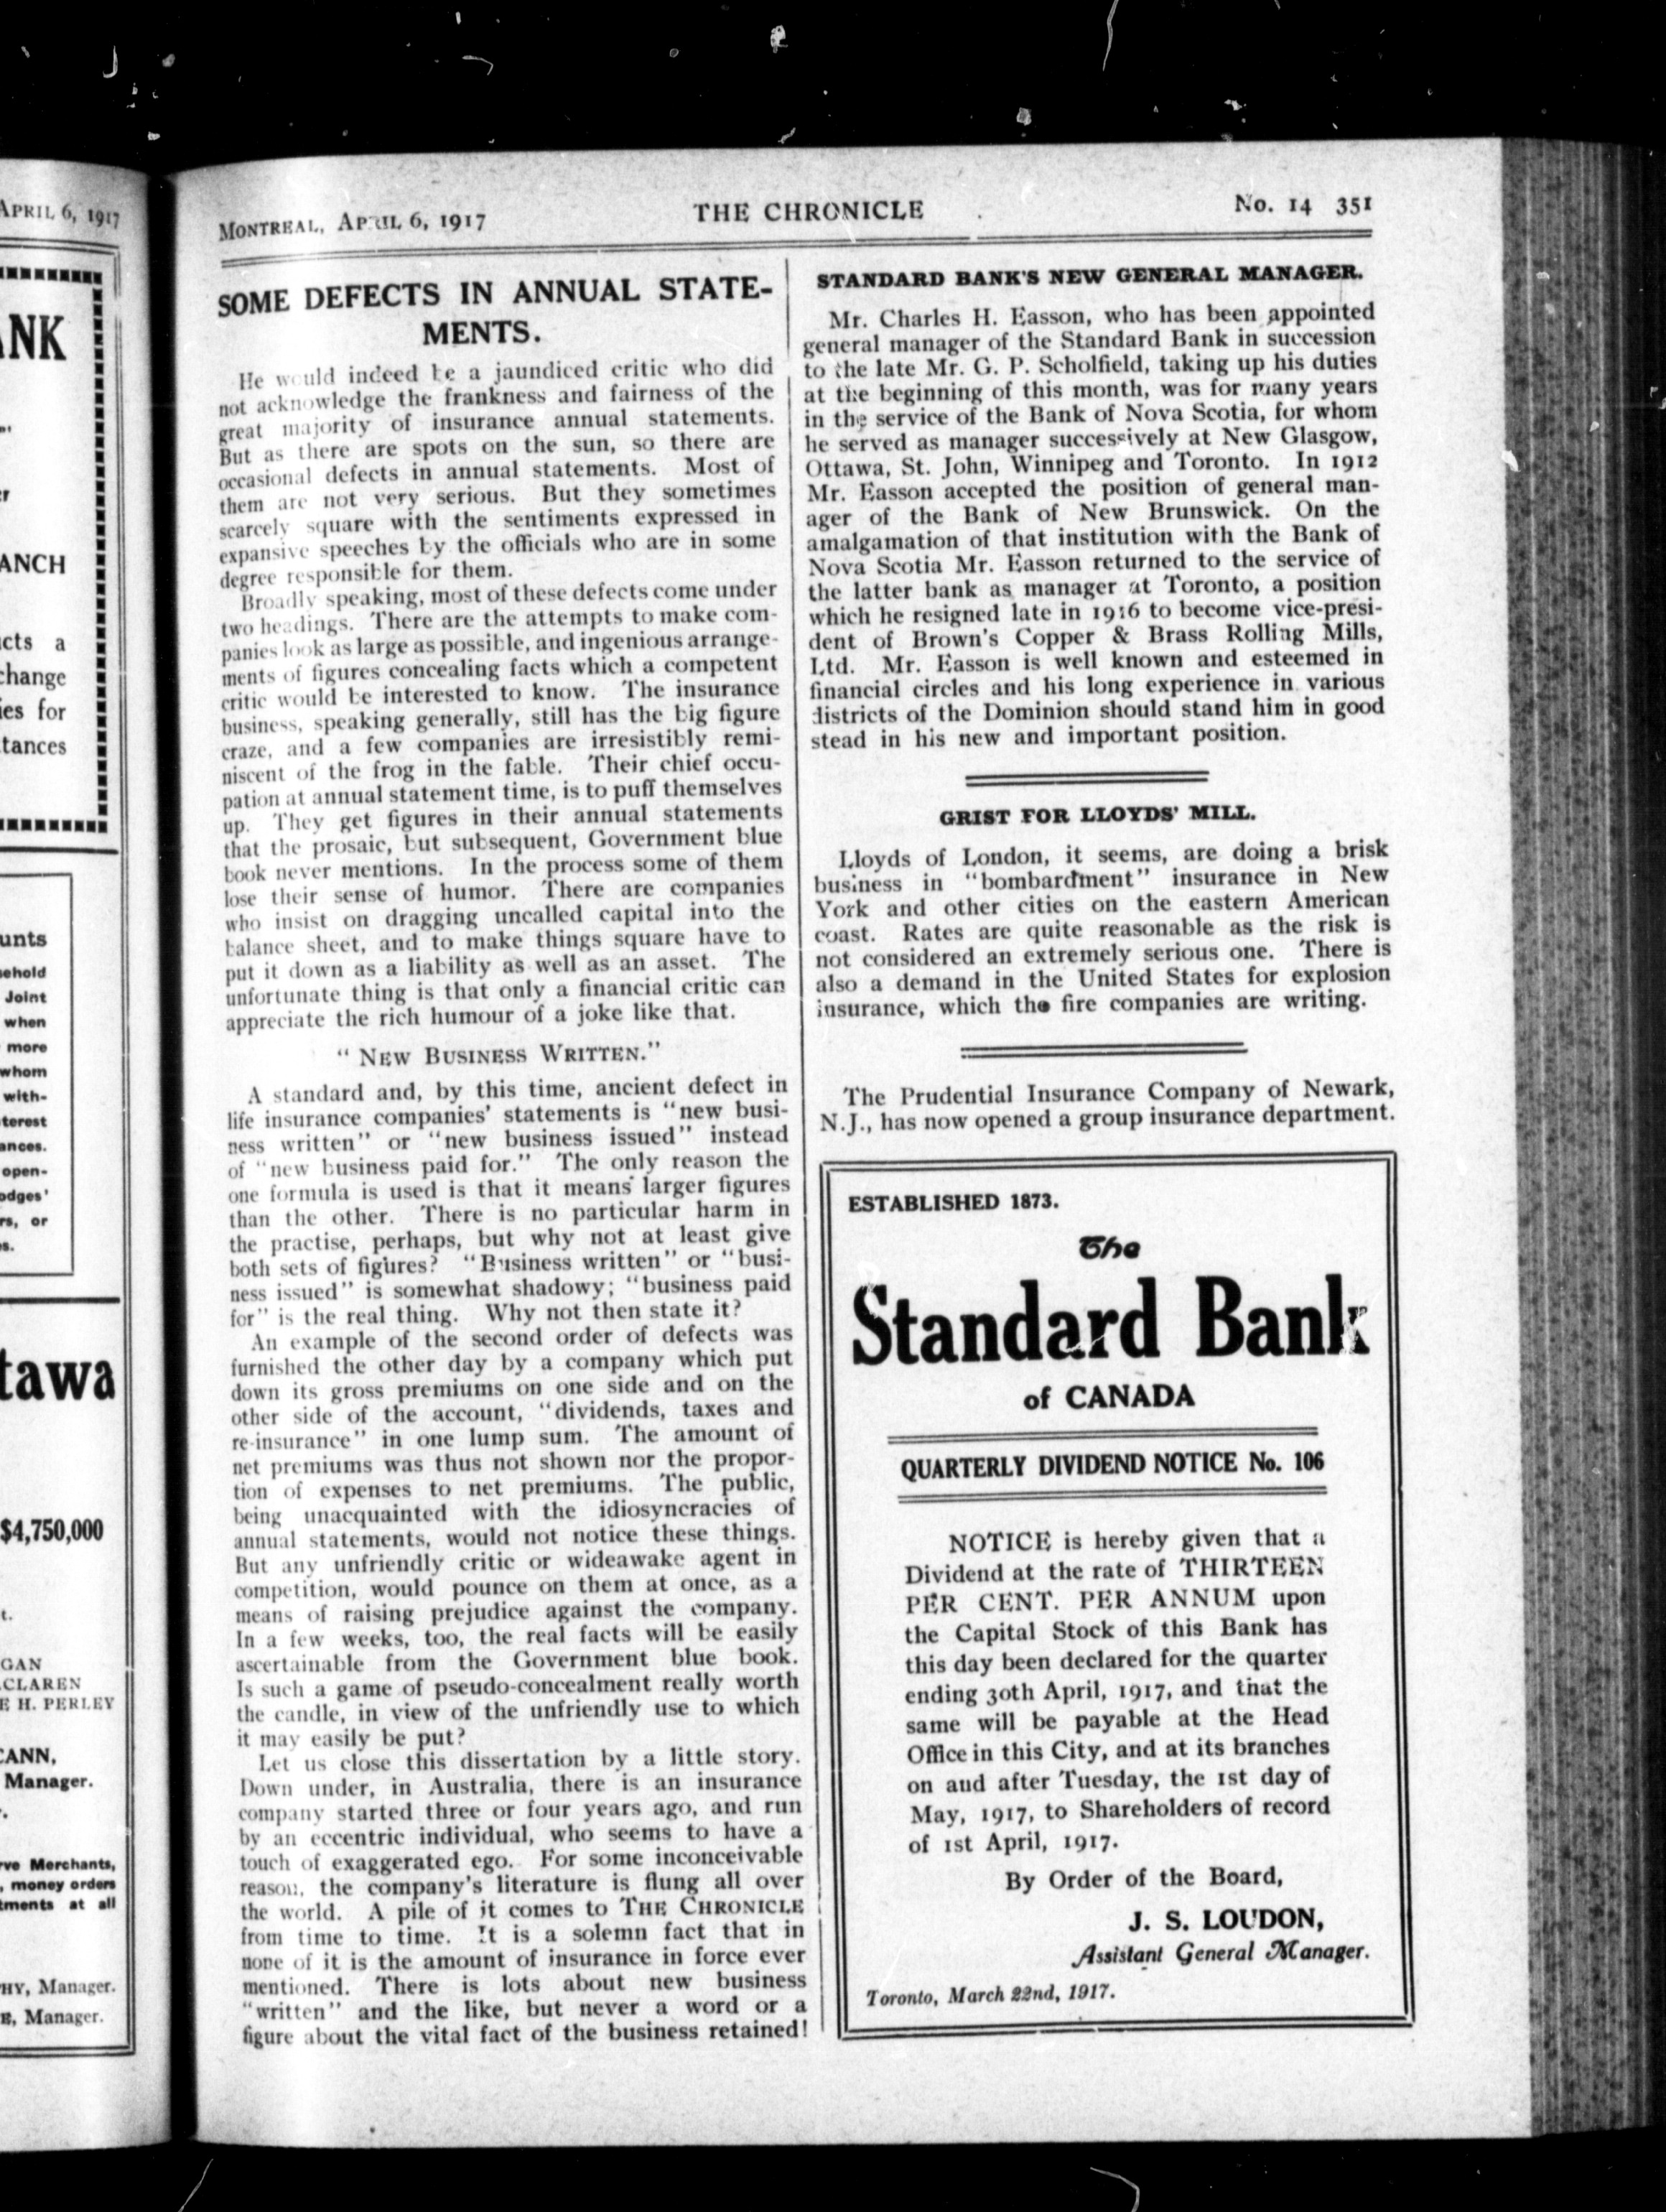 APRIL 6, 1917
NK
ANCH
cts a
change
ies for
tances
unts
sehold
Joint
when
more
whom
with-
terest
ances.
open-
odges'
rs, or
s.
tawa
$4,750,000
t.
GAN
CLAREN
E H. PERLEY
CANN,
Manager.
rve Merchants,
, money orders
tments at all
HY, Manager.
E, Manager.
MONTREAL, APRIL 6, 1917
THE CHRONICLE
No. 14 351
SOME DEFECTS IN ANNUAL STATE-
MENTS.
He would indeed be a jaundiced critic who did
not acknowledge the frankness and fairness of the
great majority of insurance annual statements.
But as there are spots on the sun, so there are
occasional defects in annual statements. Most of
them are not very serious. But they sometimes
scarcely square with the sentiments expressed in
expansive speeches by the officials who are in some
degree responsible for them.
Broadly speaking, most of these defects come under
two headings. There are the attempts to make com-
panies look as large as possible, and ingenious arrange-
ments of figures concealing facts which a competent
critic would be interested to know. The insurance
business, speaking generally, still has the big figure
craze, and a few companies are irresistibly remi-
niscent of the frog in the fable. Their chief occu-
pation at annual statement time, is to puff themselves
up. They get figures in their annual statements
that the prosaic, but subsequent, Government blue
book never mentions. In the process some of them
lose their sense of humor. There are companies
who insist on dragging uncalled capital into the
balance sheet, and to make things square have to
put it down as a liability as well as an asset. The
unfortunate thing is that only a financial critic can
appreciate the rich humour of a joke like that.
"NEW BUSINESS WRITTEN."
A standard and, by this time, ancient defect in
life insurance companies' statements is "new busi-
ness written" or "new business issued" instead
of "new business paid for." The only reason the
one formula is used is that it means larger figures
than the other. There is no particular harm in
the practise, perhaps, but why not at least give
both sets of figures? "Business written" or "busi-
ness issued" is somewhat shadowy; "business paid
for" is the real thing. Why not then state it?
An example of the second order of defects was
furnished the other day by a company which put
down its gross premiums on one side and on the
other side of the account, "dividends, taxes and
re-insurance" in one lump sum. The amount of
net premiums was thus not shown nor the propor-
tion of expenses to net premiums. The public,
being unacquainted with the idiosyncracies of
annual statements, would not notice these things.
But any unfriendly critic or wideawake agent in
competition, would pounce on them at once, as a
means of raising prejudice against the company.
In a few weeks, too, the real facts will be easily
ascertainable from the Government blue book.
Is such a game of pseudo-concealment really worth
the candle, in view of the unfriendly use to which
it may easily be put?
Let us close this dissertation by a little story.
Down under, in Australia, there is an insurance
company started three or four years ago, and run
by an eccentric individual, who seems to have a
touch of exaggerated ego. For some inconceivable
reason, the company's literature is flung all over
the world. A pile of it comes to THE CHRONICLE
from time to time. It is a solemn fact that in
none of it is the amount of insurance in force ever
mentioned. There is lots about new business
"written" and the like, but never a word or a
figure about the vital fact of the business retained!
STANDARD BANK'S NEW GENERAL MANAGER.
Mr. Charles H. Easson, who has been appointed
general manager of the Standard Bank in succession
to the late Mr. G. P. Scholfield, taking up his duties
at the beginning of this month, was for many years
in the service of the Bank of Nova Scotia, for whom
he served as manager successively at New Glasgow,
Ottawa, St. John, Winnipeg and Toronto. In 1912
Mr. Easson accepted the position of general man-
ager of the Bank of New Brunswick. On the
amalgamation of that institution with the Bank of
Nova Scotia Mr. Easson returned to the service of
the latter bank as manager at Toronto, a position
which he resigned late in 1916 to become vice-presi-
dent of Brown's Copper & Brass Rolling Mills,
Ltd. Mr. Easson is well known and esteemed in
financial circles and his long experience in various
districts of the Dominion should stand him in good
stead in his new and important position.
GRIST FOR LLOYDS' MILL.
Lloyds of London, it seems, are doing a brisk
business in "bombardment" insurance in New
York and other cities on the eastern American
coast. Rates are quite reasonable as the risk is
not considered an extremely serious one. There is
also a demand in the United States for explosion
insurance, which the fire companies are writing.
The Prudential Insurance Company of Newark,
N.J., has now opened a group insurance department.
ESTABLISHED 1873.
The
Standard Bank
of CANADA
QUARTERLY DIVIDEND NOTICE No. 106
NOTICE is hereby given that a
Dividend at the rate of THIRTEEN
PER CENT. PER ANNUM upon
the Capital Stock of this Bank has
this day been declared for the quarter
ending 30th April, 1917, and that the
same will be payable at the Head
Office in this City, and at its branches
on and after Tuesday, the 1st day of
May, 1917, to Shareholders of record
of 1st April, 1917.
By Order of the Board,
J. S. LOUDON,
Assistant General Manager.
Toronto, March 22nd, 1917.